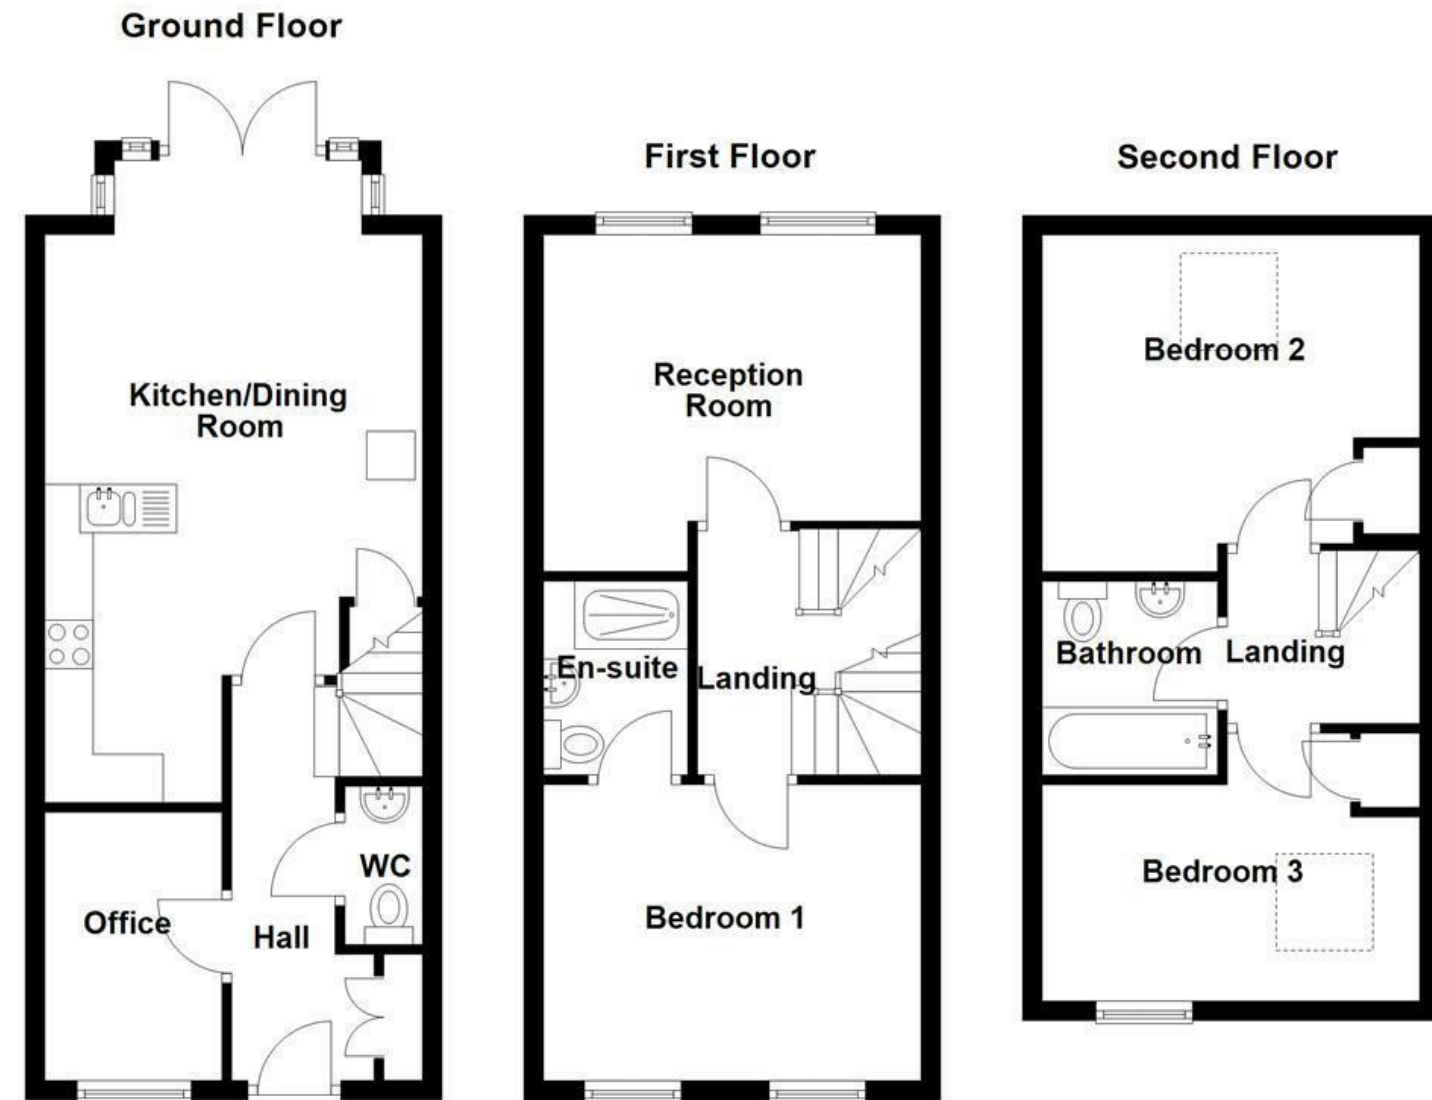 Ground Floor
Kitchen/Dining
Room
Office
Hall
WC
First Floor
Reception
Room
En-suite
Landing
Bedroom 1
Second Floor
Bedroom 2
Bathroom
Landing
Bedroom 3